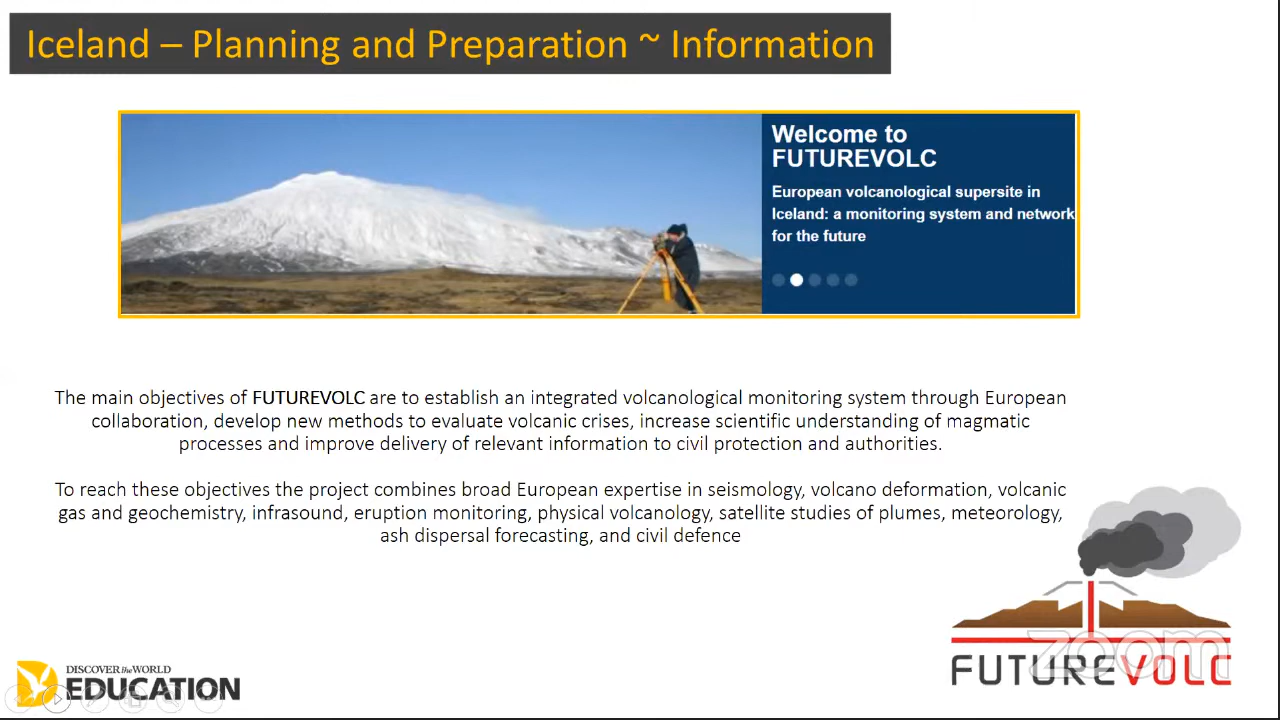 Iceland – Planning and Preparation ~ Information
Welcome to
FUTUREVOLC
European volcanological supersite in
Iceland: a monitoring system and network
for the future
The main objectives of FUTUREVOLC are to establish an integrated volcanological monitoring system through European
collaboration, develop new methods to evaluate volcanic crises, increase scientific understanding of magmatic
processes and improve delivery of relevant information to civil protection and authorities.
To reach these objectives the project combines broad European expertise in seismology, volcano deformation, volcanic
gas and geochemistry, infrasound, eruption monitoring, physical volcanology, satellite studies of plumes, meteorology,
ash dispersal forecasting, and civil defence
zoom
FUTUREVOLC
DISCOVER the WORLD
EDUCATION